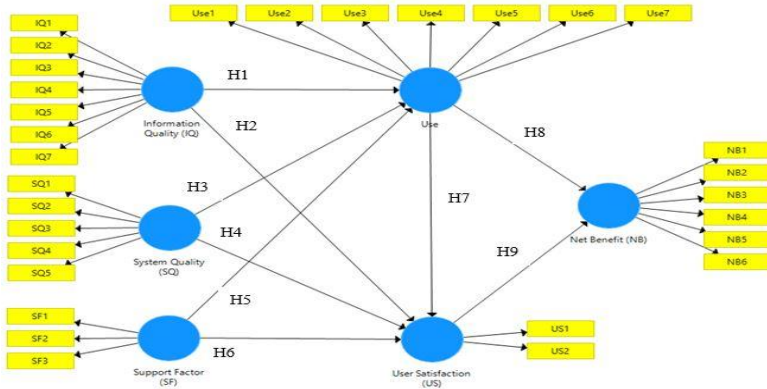 Use1
Use2
Use3
Use4
Use5
Use6
Use7
IQ1
IQ2
IQ3
IQ4
IQ5
IQ6
IQ7
Information
Quality (IQ)
H1
H2
Use
H8
NB1
NB2
NB3
NB4
NB5
NB6
SQ1
SQ2
SQ3
SQ4
SQ5
System Quality
(SQ)
H3
H4
H7
Net Benefit (NB)
H9
H5
SF1
SF2
SF3
Support Factor
(SF)
H6
User Satisfaction
(US)
US1
US2